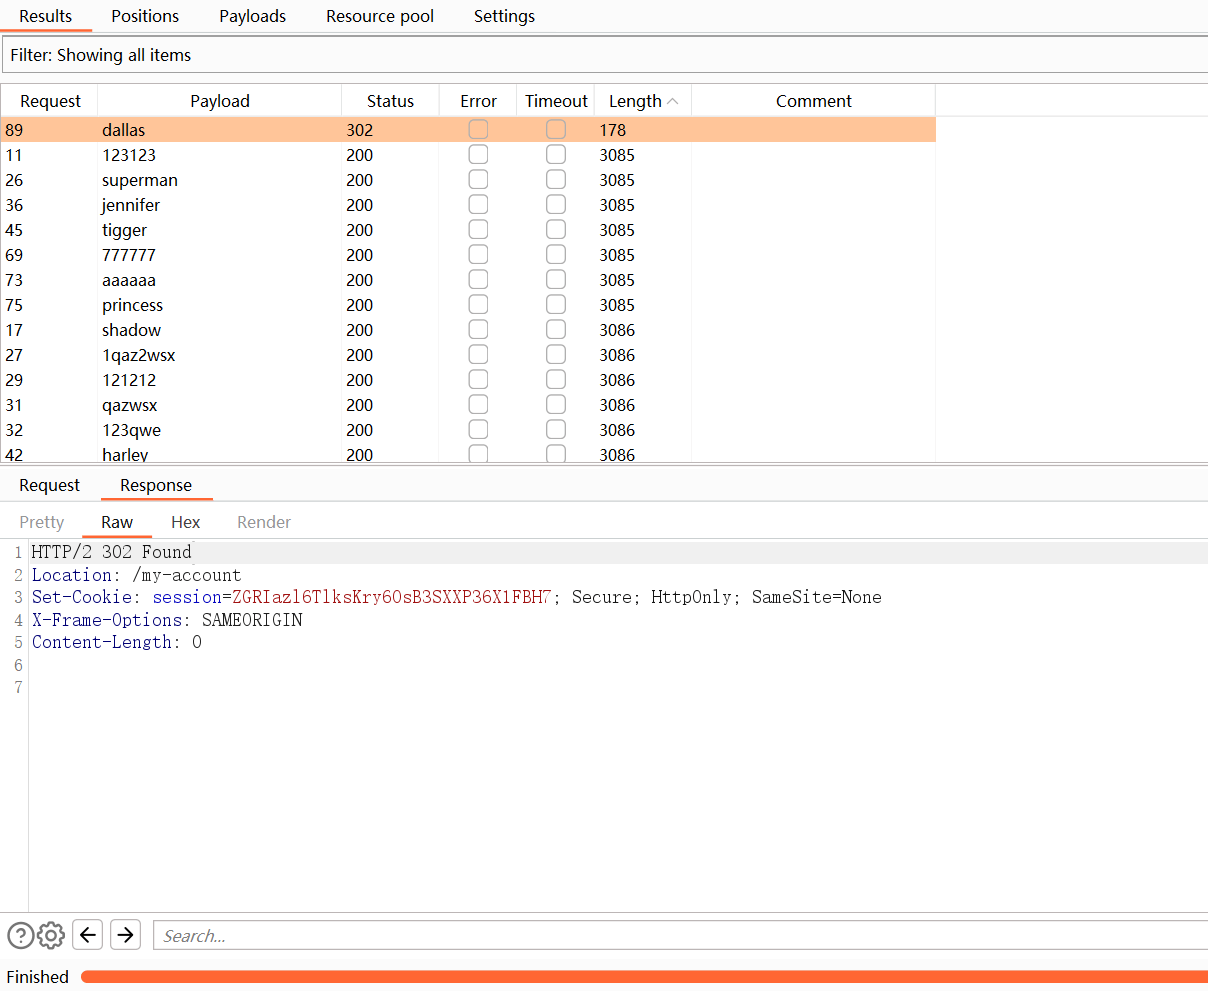 Results Positions Payloads Resource pool Settings
Filter: Showing all items
Request Payload Status Error Timeout Length Comment
89 dallas 302 178
11 123123 200 3085
26 superman 200 3085
36 jennifer 200 3085
45 tigger 200 3085
69 777777 200 3085
73 aaaaaa 200 3085
75 princess 200 3085
17 shadow 200 3086
27 1qaz2wsx 200 3086
29 121212 200 3086
31 qazwsx 200 3086
32 123qwe 200 3086
42 harley 200 3086
Request Response
Pretty Raw Hex Render
1 HTTP/2 302 Found
2 Location: /my-account
3 Set-Cookie: session=ZGRIazl6TlksKry6OsB3SXXP36X1FBH7; Secure; HttpOnly; SameSite=None
4 X-Frame-Options: SAMEORIGIN
5 Content-Length: 0
6
7
Search...
Finished